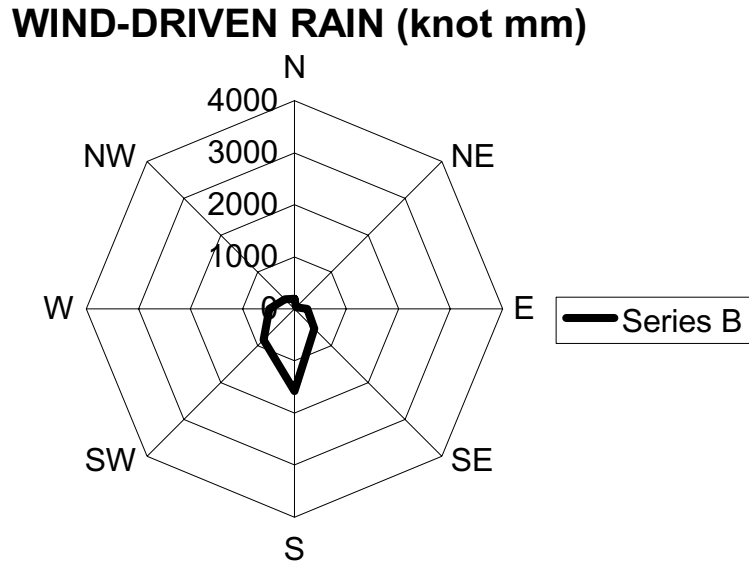 WIND-DRIVEN RAIN (knot mm)
N
4000
NW
3000
NE
2000
1000
0
W
E
Series B
SW
SE
S